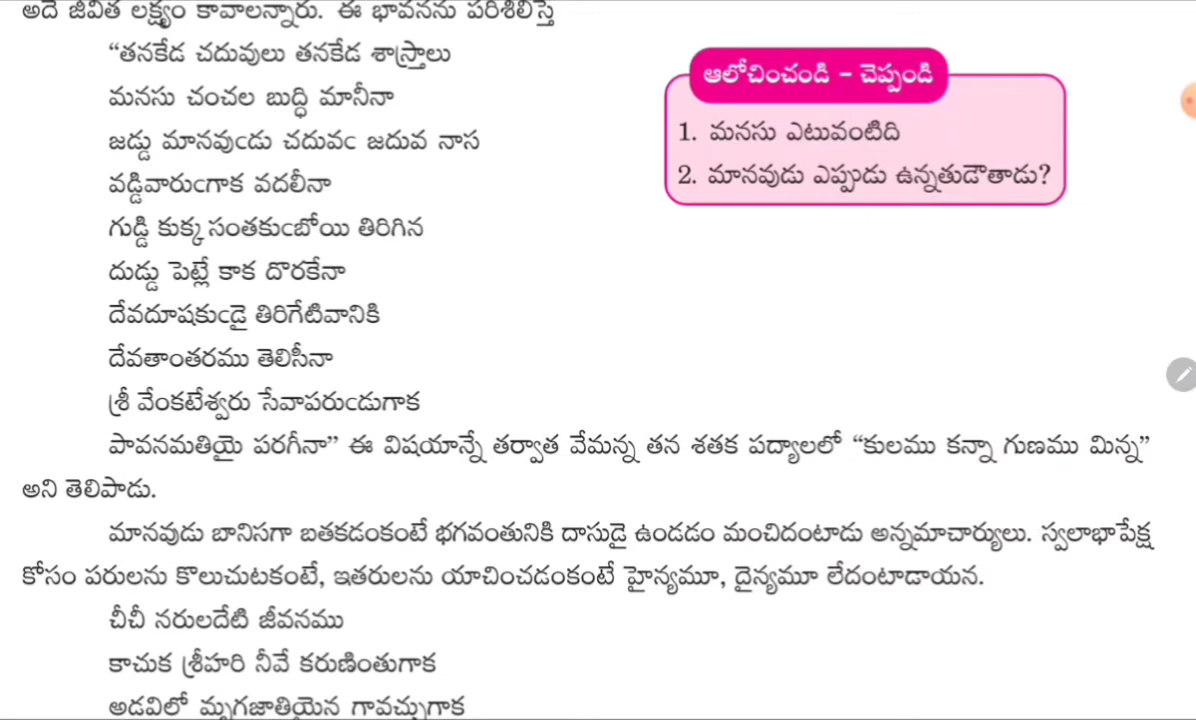 అదే జీవిత లక్ష్యం కావాలన్నారు. ఈ భావనను పరిశీలిస్తే
“తనకేడ చదువులు తనకేడ శాస్త్రాలు
మనసు చంచల బుద్ధి మానీనా
జడ్డు మానవుఁడు చదువఁ జదువ నాస
వడ్డివారుఁగాక వదలీనా
గుడ్డి కుక్క సంతకుఁబోయి తిరిగిన
దుడ్డు పెట్లే కాక దొరకేనా
దేవదూషకుఁడై తిరిగేటివానికి
దేవతాంతరము తెలిసీనా
శ్రీ వేంకటేశ్వరు సేవాపరుఁడుగాక
పావనమతియై పరగీనా” ఈ విషయాన్నే తర్వాత వేమన్న తన శతక పద్యాలలో “కులము కన్నా గుణము మిన్న”
అని తెలిపాడు.
మానవుడు బానిసగా బతకడంకంటే భగవంతునికి దాసుడై ఉండడం మంచిదంటాడు అన్నమాచార్యులు. స్వలాభాపేక్ష
కోసం పరులను కొలుచుటకంటే, ఇతరులను యాచించడంకంటే హైన్యమూ, దైన్యమూ లేదంటాడాయన.
చీచీ నరులదేటి జీవనము
కాచుక శ్రీహరి నీవే కరుణింతుగాక
అడవిలో మృగజాతియైన గావచ్చుగాక
ఆలోచించండి – చెప్పండి
1. మనసు ఎటువంటిది
2. మానవుడు ఎప్పుడు ఉన్నతుడౌతాడు?